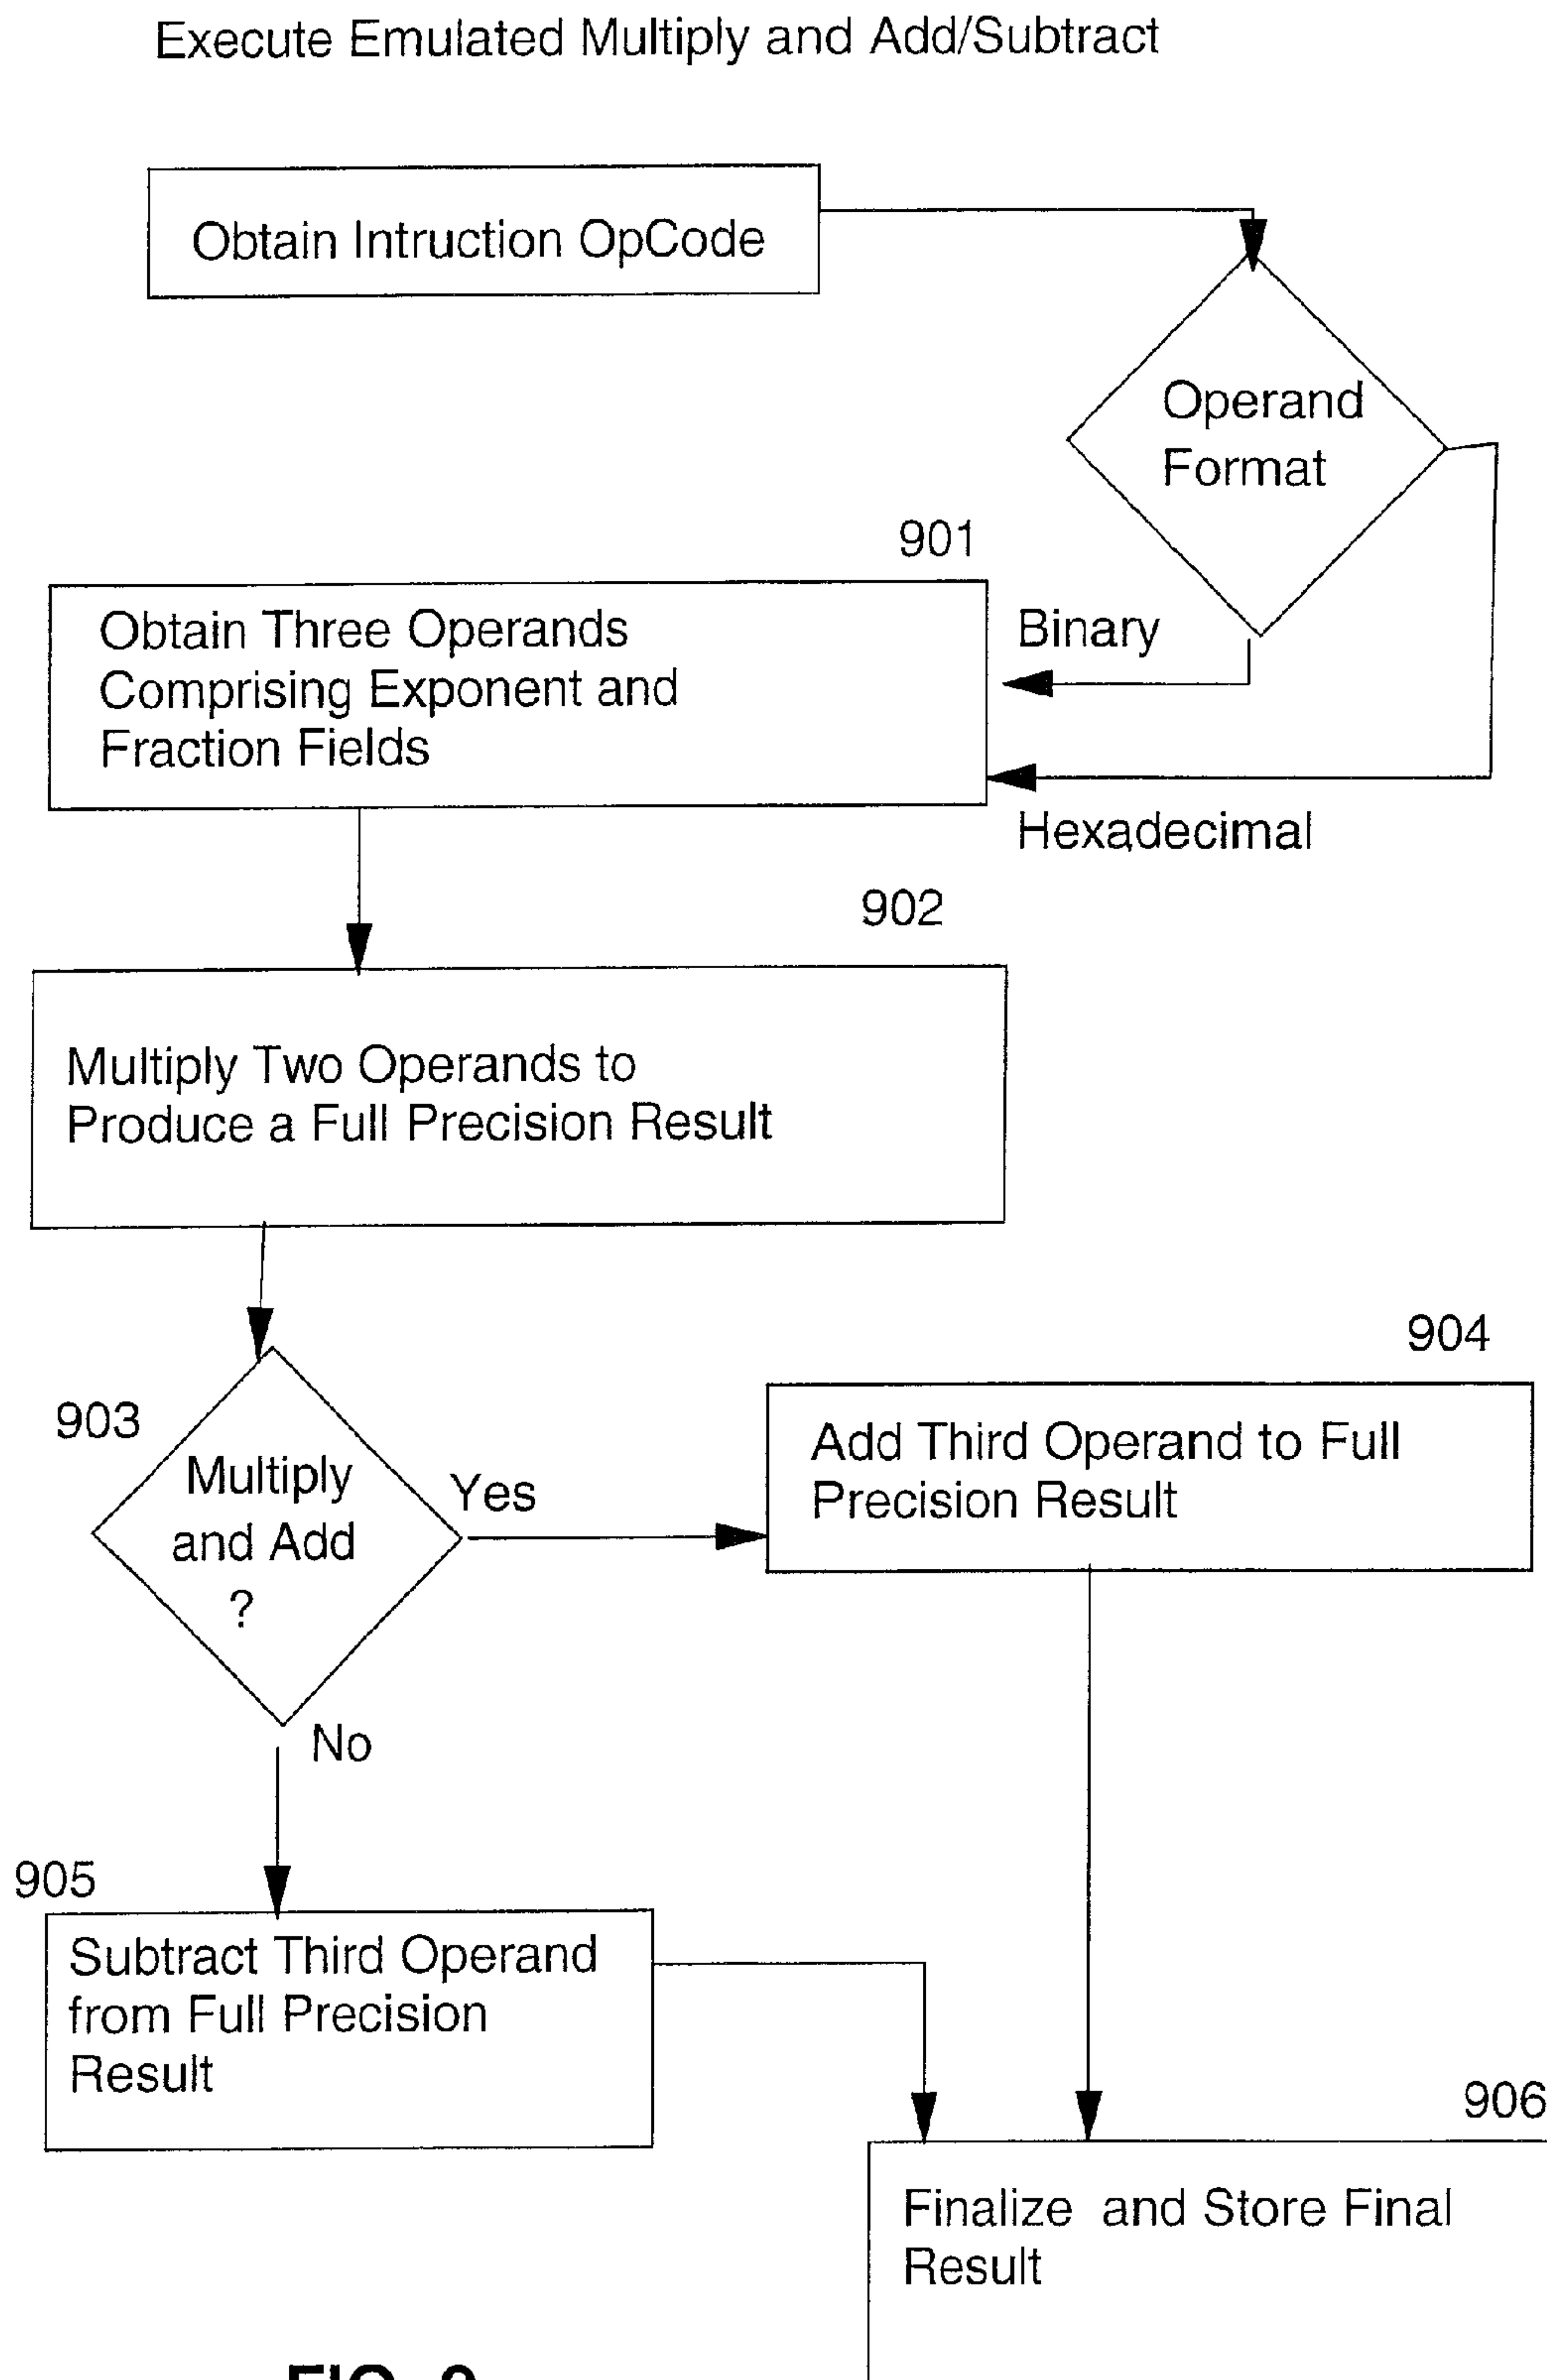 Execute Emulated Multiply and Add/Subtract
Obtain Intruction OpCode
Operand
Format
901
Obtain Three Operands
Comprising Exponent and
Fraction Fields
Binary
Hexadecimal
902
Multiply Two Operands to
Produce a Full Precision Result
903
Multiply
and Add
?
Yes
904
Add Third Operand to Full
Precision Result
No
905
Subtract Third Operand
from Full Precision
Result
906
Finalize and Store Final
Result
FIG.